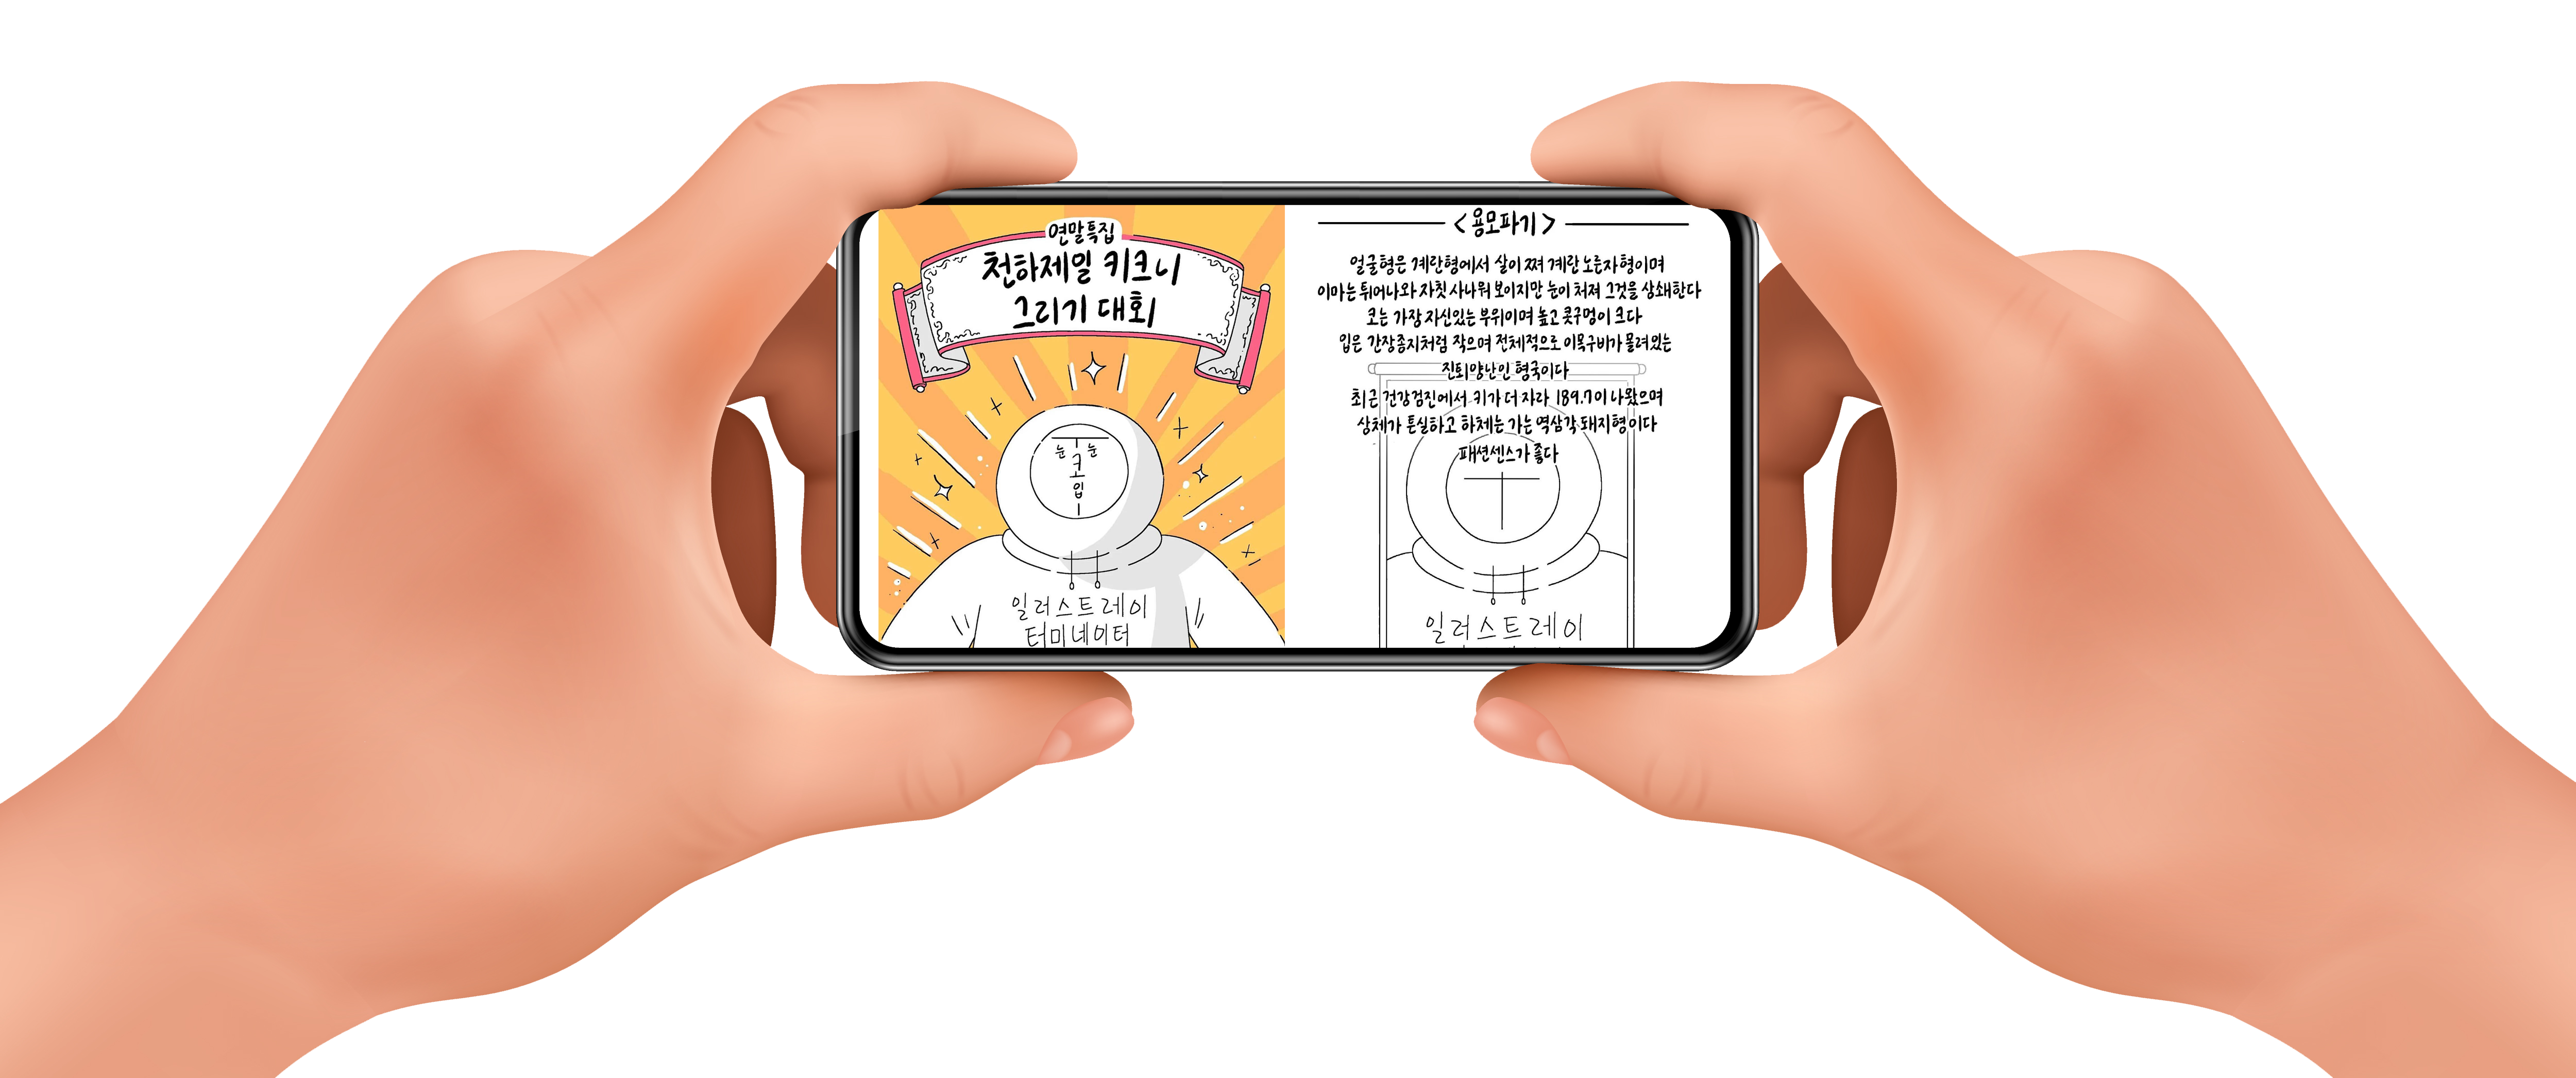 연말특집
천하제일 키크니
그리기 대회
눈 눈
코
입
일러스트레이
터미네이터
<용모파기>
얼굴형은 계란형에서 살이 쪄 계란 노른자형이며
이마는 튀어나와 자칫 사나워 보이지만 눈이 처져 그것을 상쇄한다
코는 가장 자신있는 부위이며 높고 콧구멍이 크다
입은 간장종지처럼 작으며 전체적으로 이목구비가 몰려있는
진퇴양난인 형국이다
최근 건강검진에서 키가 더 자라 189.7이 나왔으며
상체가 튼실하고 하체는 가는 역삼각 돼지형이다
패션센스가 좋다
일러스트레이